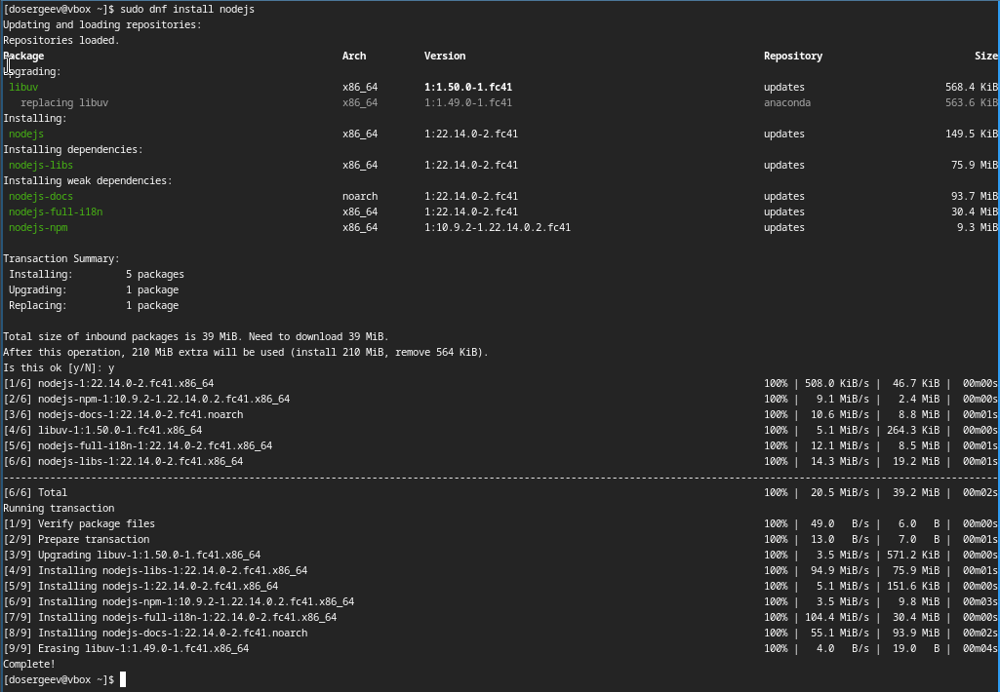 [dosergeev@vbox ~]$ sudo dnf install nodejs
Updating and loading repositories:
Repositories loaded.
Package Arch Version Repository Size
Upgrading:
libuv x86_64 1:1.50.0-1.fc41 updates 568.4 KiB
replacing libuv x86_64 1:1.49.0-1.fc41 anaconda 563.6 KiB
Installing:
nodejs x86_64 1:22.14.0-2.fc41 updates 149.5 KiB
Installing dependencies:
nodejs-libs x86_64 1:22.14.0-2.fc41 updates 75.9 MiB
Installing weak dependencies:
nodejs-docs noarch 1:22.14.0-2.fc41 updates 93.7 MiB
nodejs-full-i18n x86_64 1:22.14.0-2.fc41 updates 30.4 MiB
nodejs-npm x86_64 1:10.9.2-1.22.14.0.2.fc41 updates 9.3 MiB
Transaction Summary:
Installing: 5 packages
Upgrading: 1 package
Replacing: 1 package
Total size of inbound packages is 39 MiB. Need to download 39 MiB.
After this operation, 210 MiB extra will be used (install 210 MiB, remove 564 KiB).
Is this ok [y/N]: y
[1/6] nodejs-1:22.14.0-2.fc41.x86_64 100% | 508.0 KiB/s | 46.7 KiB | 00m00s
[2/6] nodejs-npm-1:10.9.2-1.22.14.0.2.fc41.x86_64 100% | 9.1 MiB/s | 2.4 MiB | 00m00s
[3/6] nodejs-docs-1:22.14.0-2.fc41.noarch 100% | 10.6 MiB/s | 8.8 MiB | 00m01s
[4/6] libuv-1:1.50.0-1.fc41.x86_64 100% | 5.1 MiB/s | 264.3 KiB | 00m00s
[5/6] nodejs-full-i18n-1:22.14.0-2.fc41.x86_64 100% | 12.1 MiB/s | 8.5 MiB | 00m01s
[6/6] nodejs-libs-1:22.14.0-2.fc41.x86_64 100% | 14.3 MiB/s | 19.2 MiB | 00m01s
[6/6] Total 100% | 20.5 MiB/s | 39.2 MiB | 00m02s
Running transaction
[1/9] Verify package files 100% | 49.0 B/s | 6.0 B | 00m00s
[2/9] Prepare transaction 100% | 13.0 B/s | 7.0 B | 00m01s
[3/9] Upgrading libuv-1:1.50.0-1.fc41.x86_64 100% | 3.5 MiB/s | 571.2 KiB | 00m00s
[4/9] Installing nodejs-libs-1:22.14.0-2.fc41.x86_64 100% | 94.9 MiB/s | 75.9 MiB | 00m01s
[5/9] Installing nodejs-1:22.14.0-2.fc41.x86_64 100% | 5.1 MiB/s | 151.6 KiB | 00m00s
[6/9] Installing nodejs-npm-1:10.9.2-1.22.14.0.2.fc41.x86_64 100% | 3.5 MiB/s | 9.8 MiB | 00m03s
[7/9] Installing nodejs-full-i18n-1:22.14.0-2.fc41.x86_64 100% | 104.4 MiB/s | 30.4 MiB | 00m00s
[8/9] Installing nodejs-docs-1:22.14.0-2.fc41.noarch 100% | 55.1 MiB/s | 93.9 MiB | 00m02s
[9/9] Erasing libuv-1:1.49.0-1.fc41.x86_64 100% | 4.0 B/s | 19.0 B | 00m04s
Complete!
[dosergeev@vbox ~]$